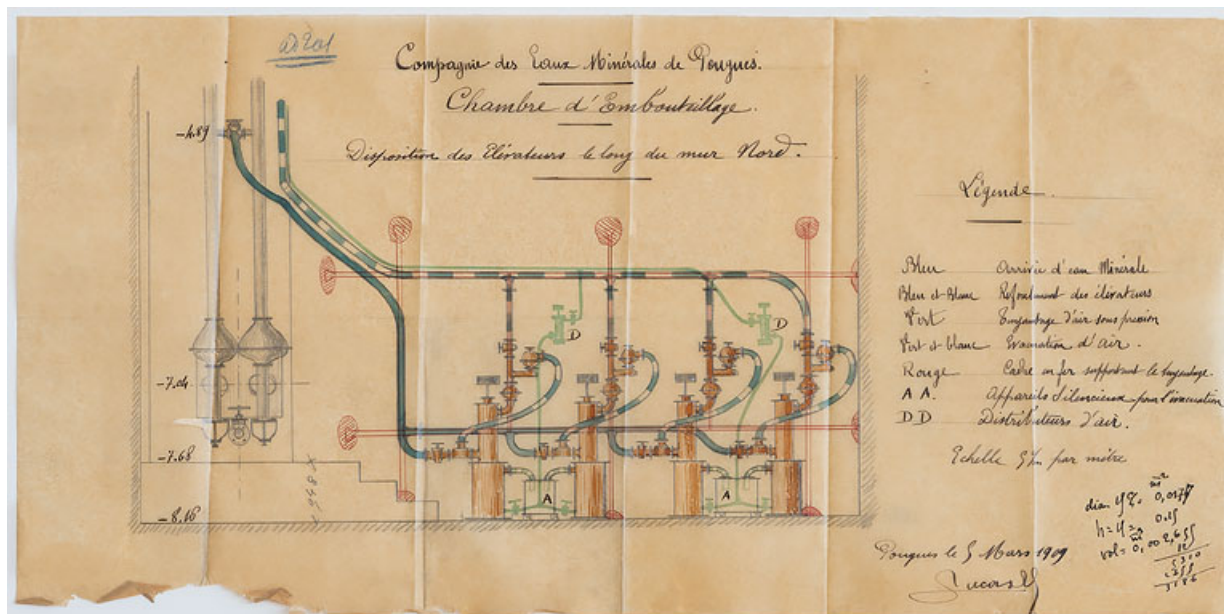 Compagnie des Eaux Minérales de Pougues.
Chambre d'Embouteillage.
Disposition des Elévateurs le long du mur Nord.
-4.89
-7.04
-7.68
-8.16
D
D
A
A
Légende
Bleu Arrivée d'eau Minérale
Bleu et Blanc Refoulement des élévateurs
Vert Tuyautage d'air sous pression
Vert et blanc Evacuation d'air.
Rouge Cadre en fer supportant le tuyautage.
A A. Appareils Silencieux pour l'évacuation
D D Distributeurs d'air.
Echelle par mètre
Pougues le 5 Mars 1909